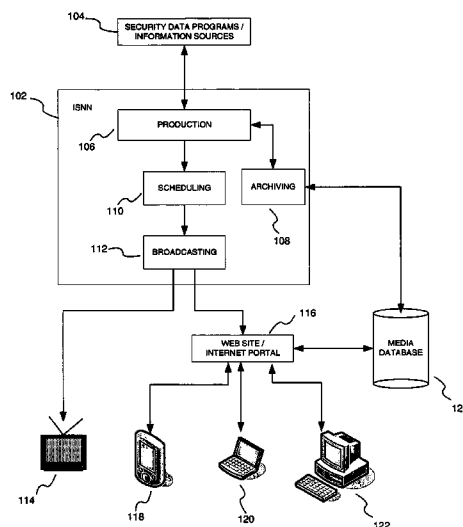 104
SECURITY DATA PROGRAMS /
INFORMATION SOURCES
102
ISNN
PRODUCTION
106
SCHEDULING
110
ARCHIVING
108
112
BROADCASTING
116
WEB SITE /
INTERNET PORTAL
MEDIA
DATABASE
12
114
118
120
122